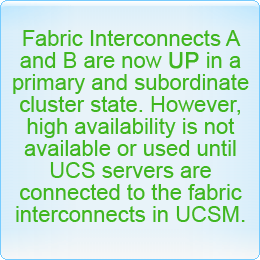 Fabric Interconnects A
and B are now UP in a
primary and subordinate
cluster state. However,
high availability is not
available or used until
UCS servers are
connected to the fabric
interconnects in UCSM.